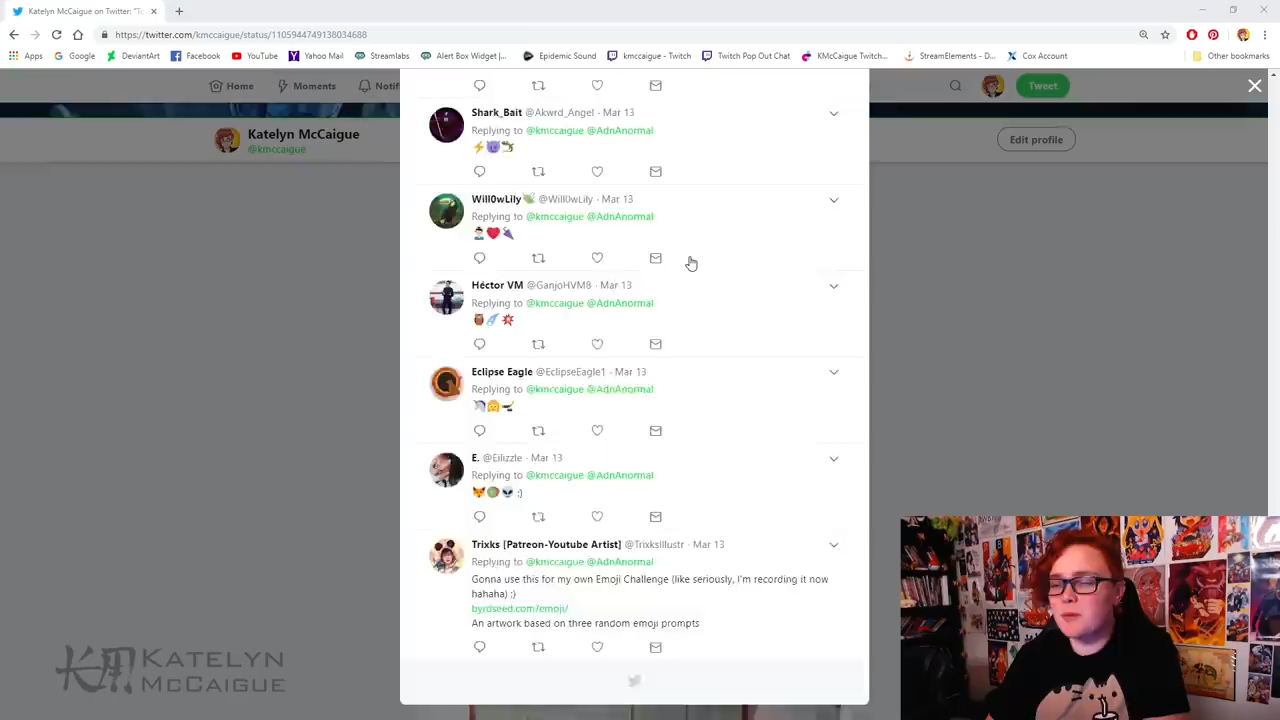 Katelyn McCaigue on Twitter: "Tc
https://twitter.com/kmccaigue/status/1105944749138034688
Apps Google DeviantArt Facebook YouTube Yahoo Mail Streamlabs Alert Box Widget |... Epidemic Sound kmccaigue - Twitch Twitch Pop Out Chat KMcCaigue Twitch... StreamElements - D... Cox Account Other bookmarks
Home Moments Notifi Tweet
Katelyn McCaigue
@kmccaigue
Edit profile
Shark_Bait @Akwrd_Angel · Mar 13
Replying to @kmccaigue @AdnAnormal
⚡😈🐉
Will0wLily🍃 @Will0wLily · Mar 13
Replying to @kmccaigue @AdnAnormal
Héctor VM @GanjoHVM8 · Mar 13
Replying to @kmccaigue @AdnAnormal
🦉☄💥
Eclipse Eagle @EclipseEagle1 · Mar 13
Replying to @kmccaigue @AdnAnormal
E. @Eilizzle · Mar 13
Replying to @kmccaigue @AdnAnormal
;)
Trixks [Patreon-Youtube Artist] @TrixksIllustr · Mar 13
Replying to @kmccaigue @AdnAnormal
Gonna use this for my own Emoji Challenge (like seriously, I'm recording it now
hahaha) ;)
byrdseed.com/emoji/
An artwork based on three random emoji prompts
KATELYN
MCCAIGUE